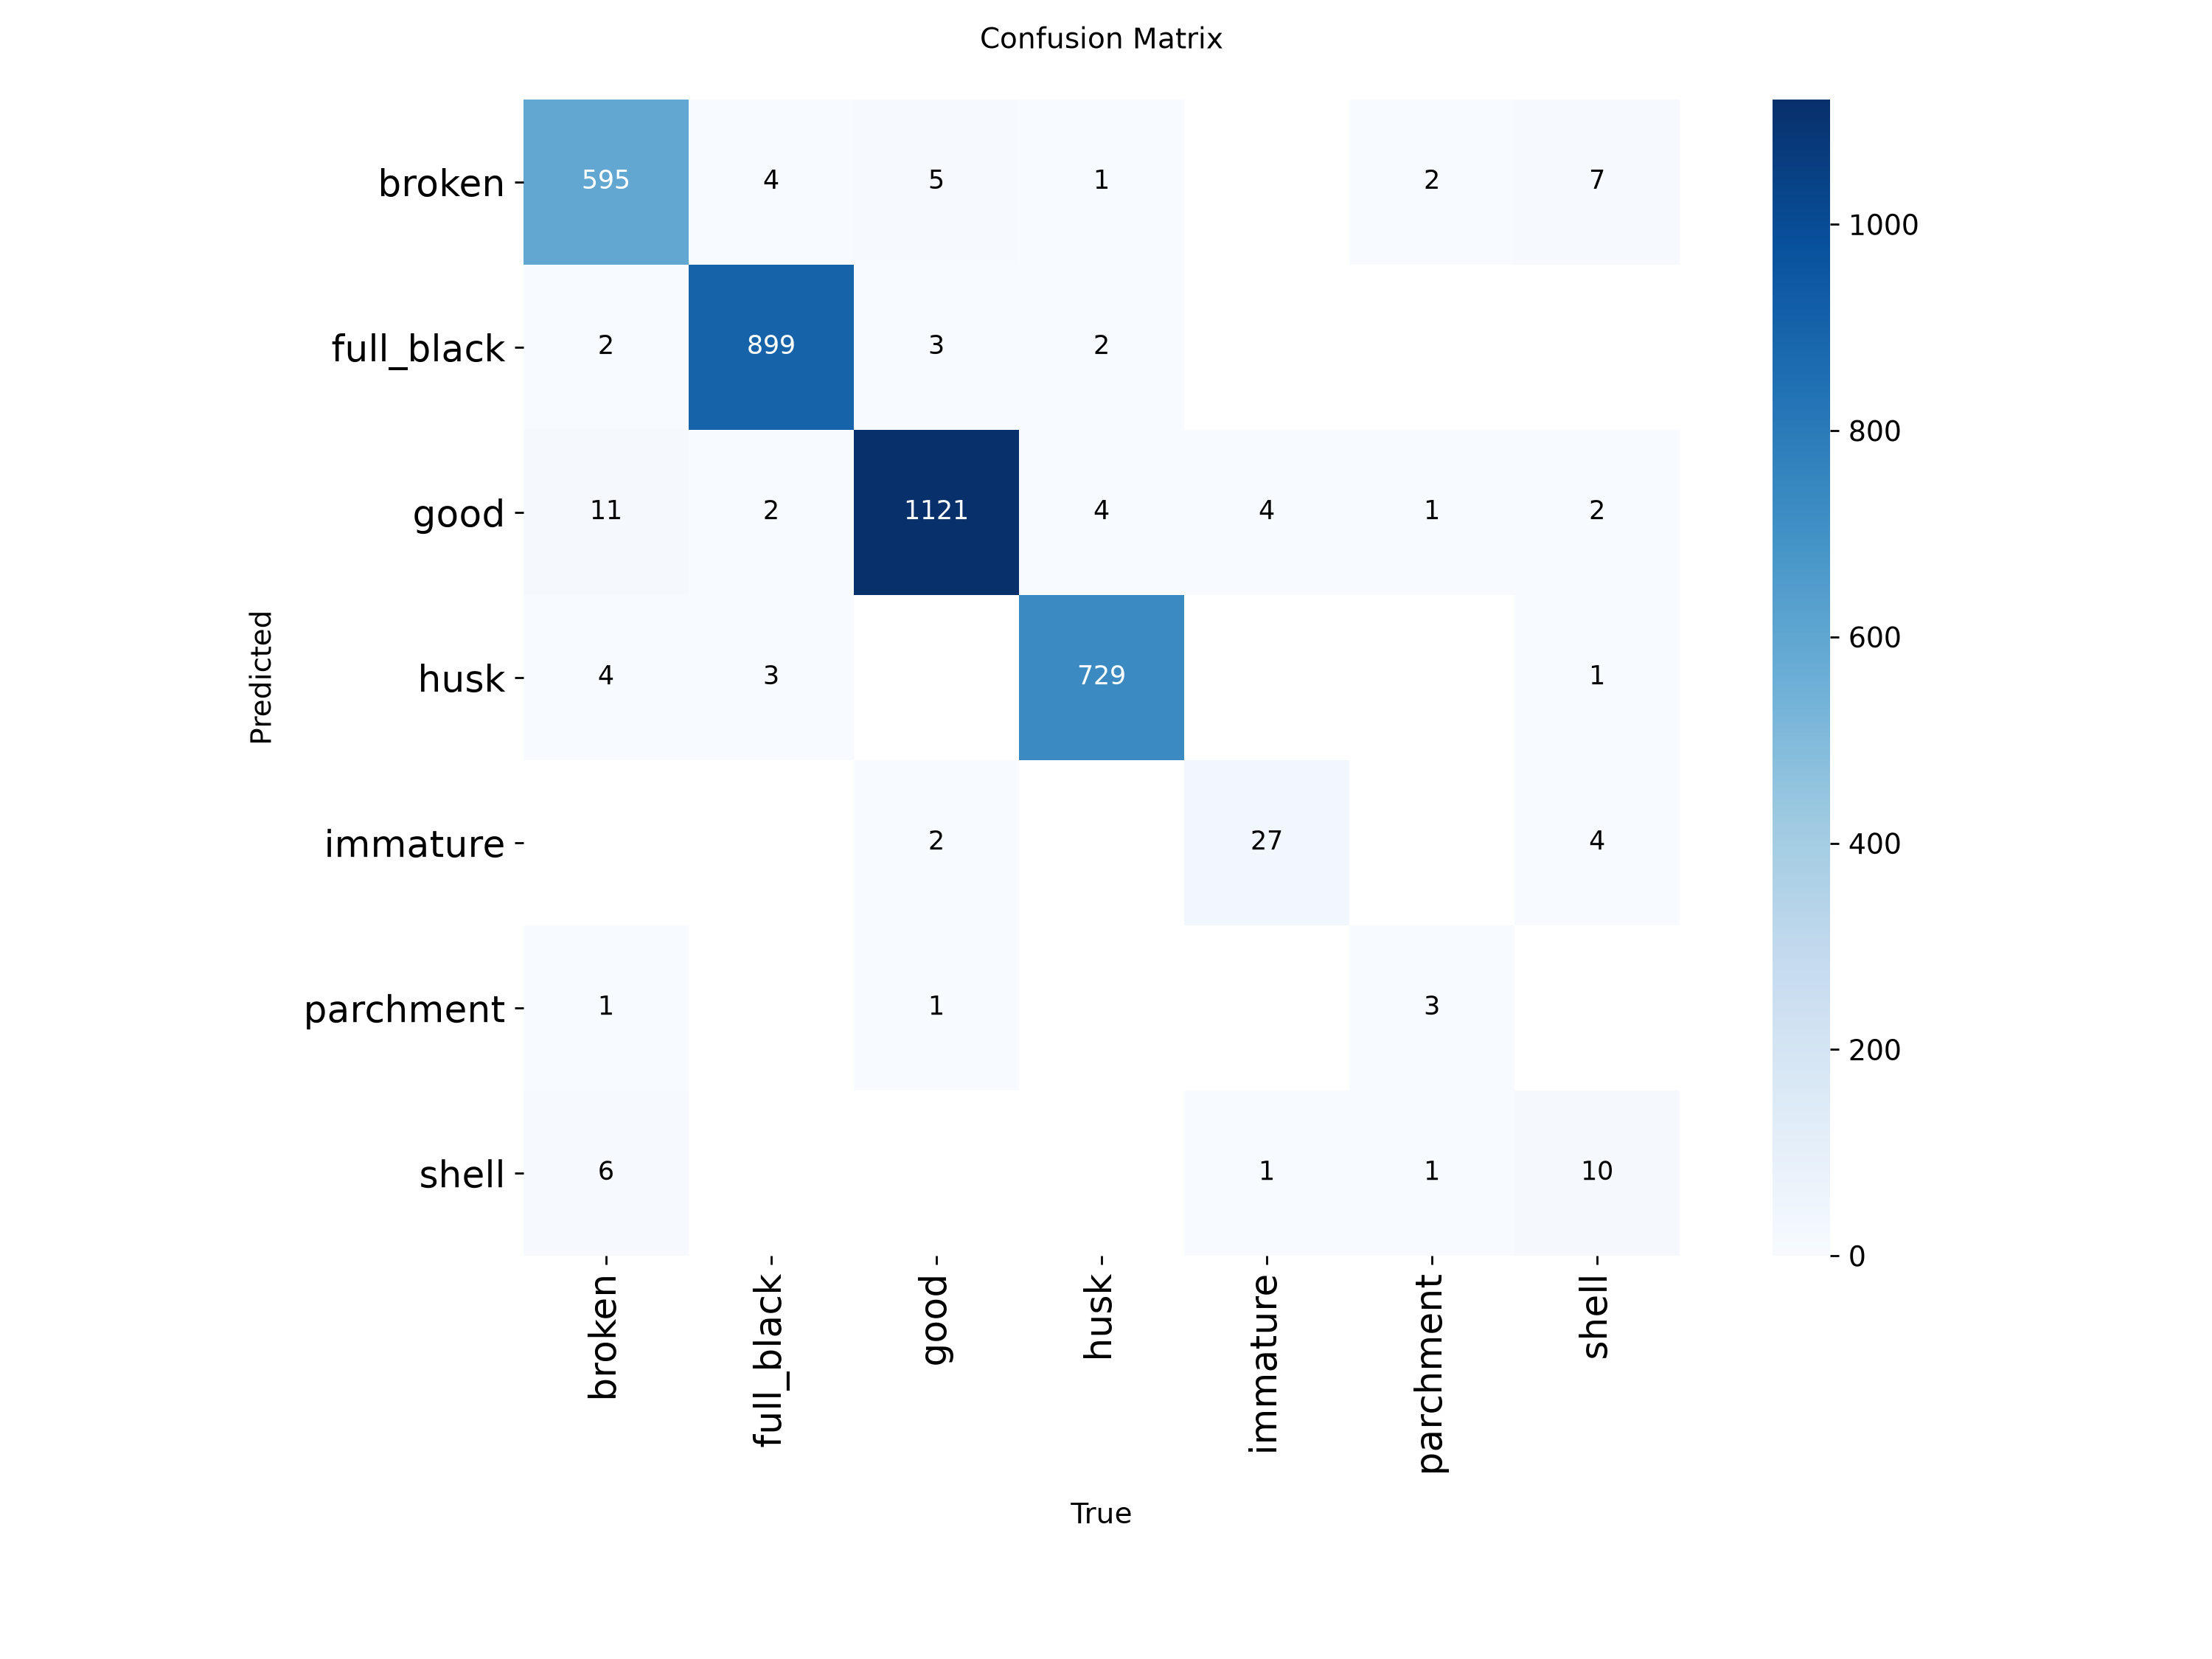 Confusion Matrix
broken 595 4 5 1 2 7
full_black 2 899 3 2
good 11 2 1121 4 4 1 2
husk 4 3 729 1
immature 2 27 4
parchment 1 1 3
shell 6 1 1 10
Predicted
broken full_black good husk immature parchment shell
True
1000
800
600
400
200
0